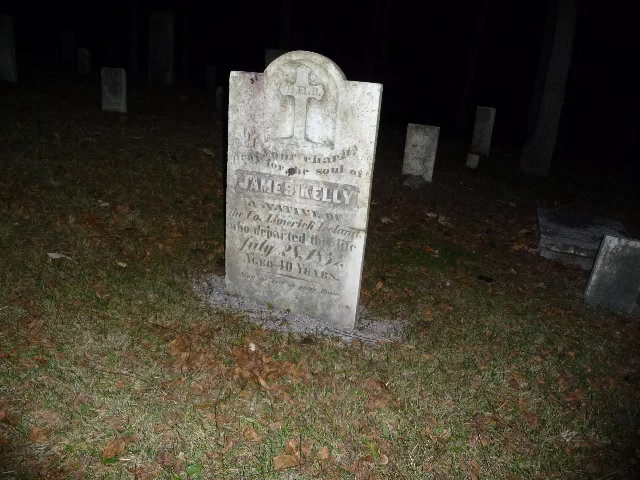 your charity
for the soul of
JAMES KELLY
A NATIVE OF
the Co. Limerick Ireland
who departed this life
July 28, 
AGED 40 YEARS.